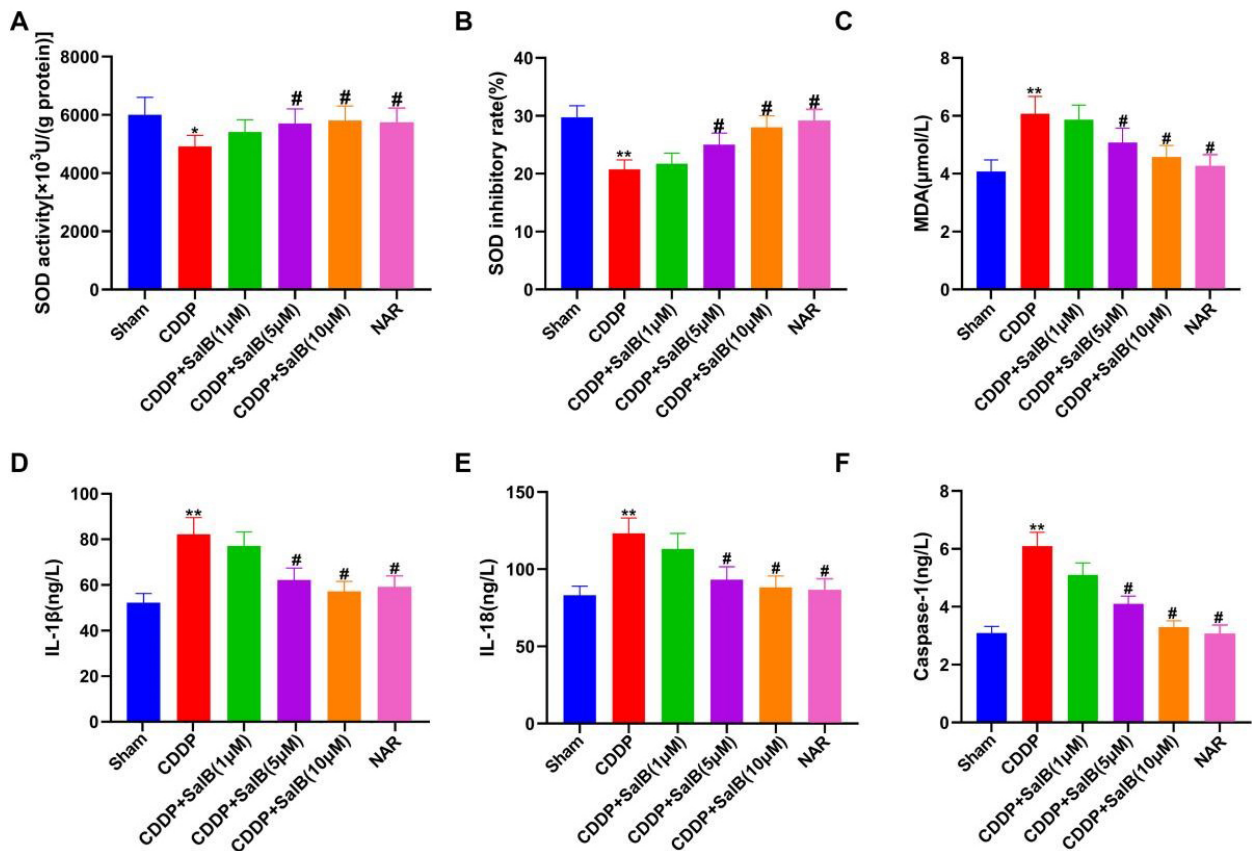 A
SOD activity[×10³U/(g protein)]
8000
6000
4000
2000
0
*
#
#
#
Sham
CDDP
CDDP+SalB(1μM)
CDDP+SalB(5μM)
CDDP+SalB(10μM)
NAR
B
SOD inhibitory rate(%)
40
30
20
10
0
**
#
#
#
Sham
CDDP
CDDP+SalB(1μM)
CDDP+SalB(5μM)
CDDP+SalB(10μM)
NAR
C
MDA(μmol/L)
8
6
4
2
0
**
#
#
#
Sham
CDDP
CDDP+SalB(1μM)
CDDP+SalB(5μM)
CDDP+SalB(10μM)
NAR
D
IL-1β(ng/L)
100
80
60
40
20
0
**
#
#
#
Sham
CDDP
CDDP+SalB(1μM)
CDDP+SalB(5μM)
CDDP+SalB(10μM)
NAR
E
IL-18(ng/L)
150
100
50
0
**
#
#
#
Sham
CDDP
CDDP+SalB(1μM)
CDDP+SalB(5μM)
CDDP+SalB(10μM)
NAR
F
Caspase-1(ng/L)
8
6
4
2
0
**
#
#
#
Sham
CDDP
CDDP+SalB(1μM)
CDDP+SalB(5μM)
CDDP+SalB(10μM)
NAR